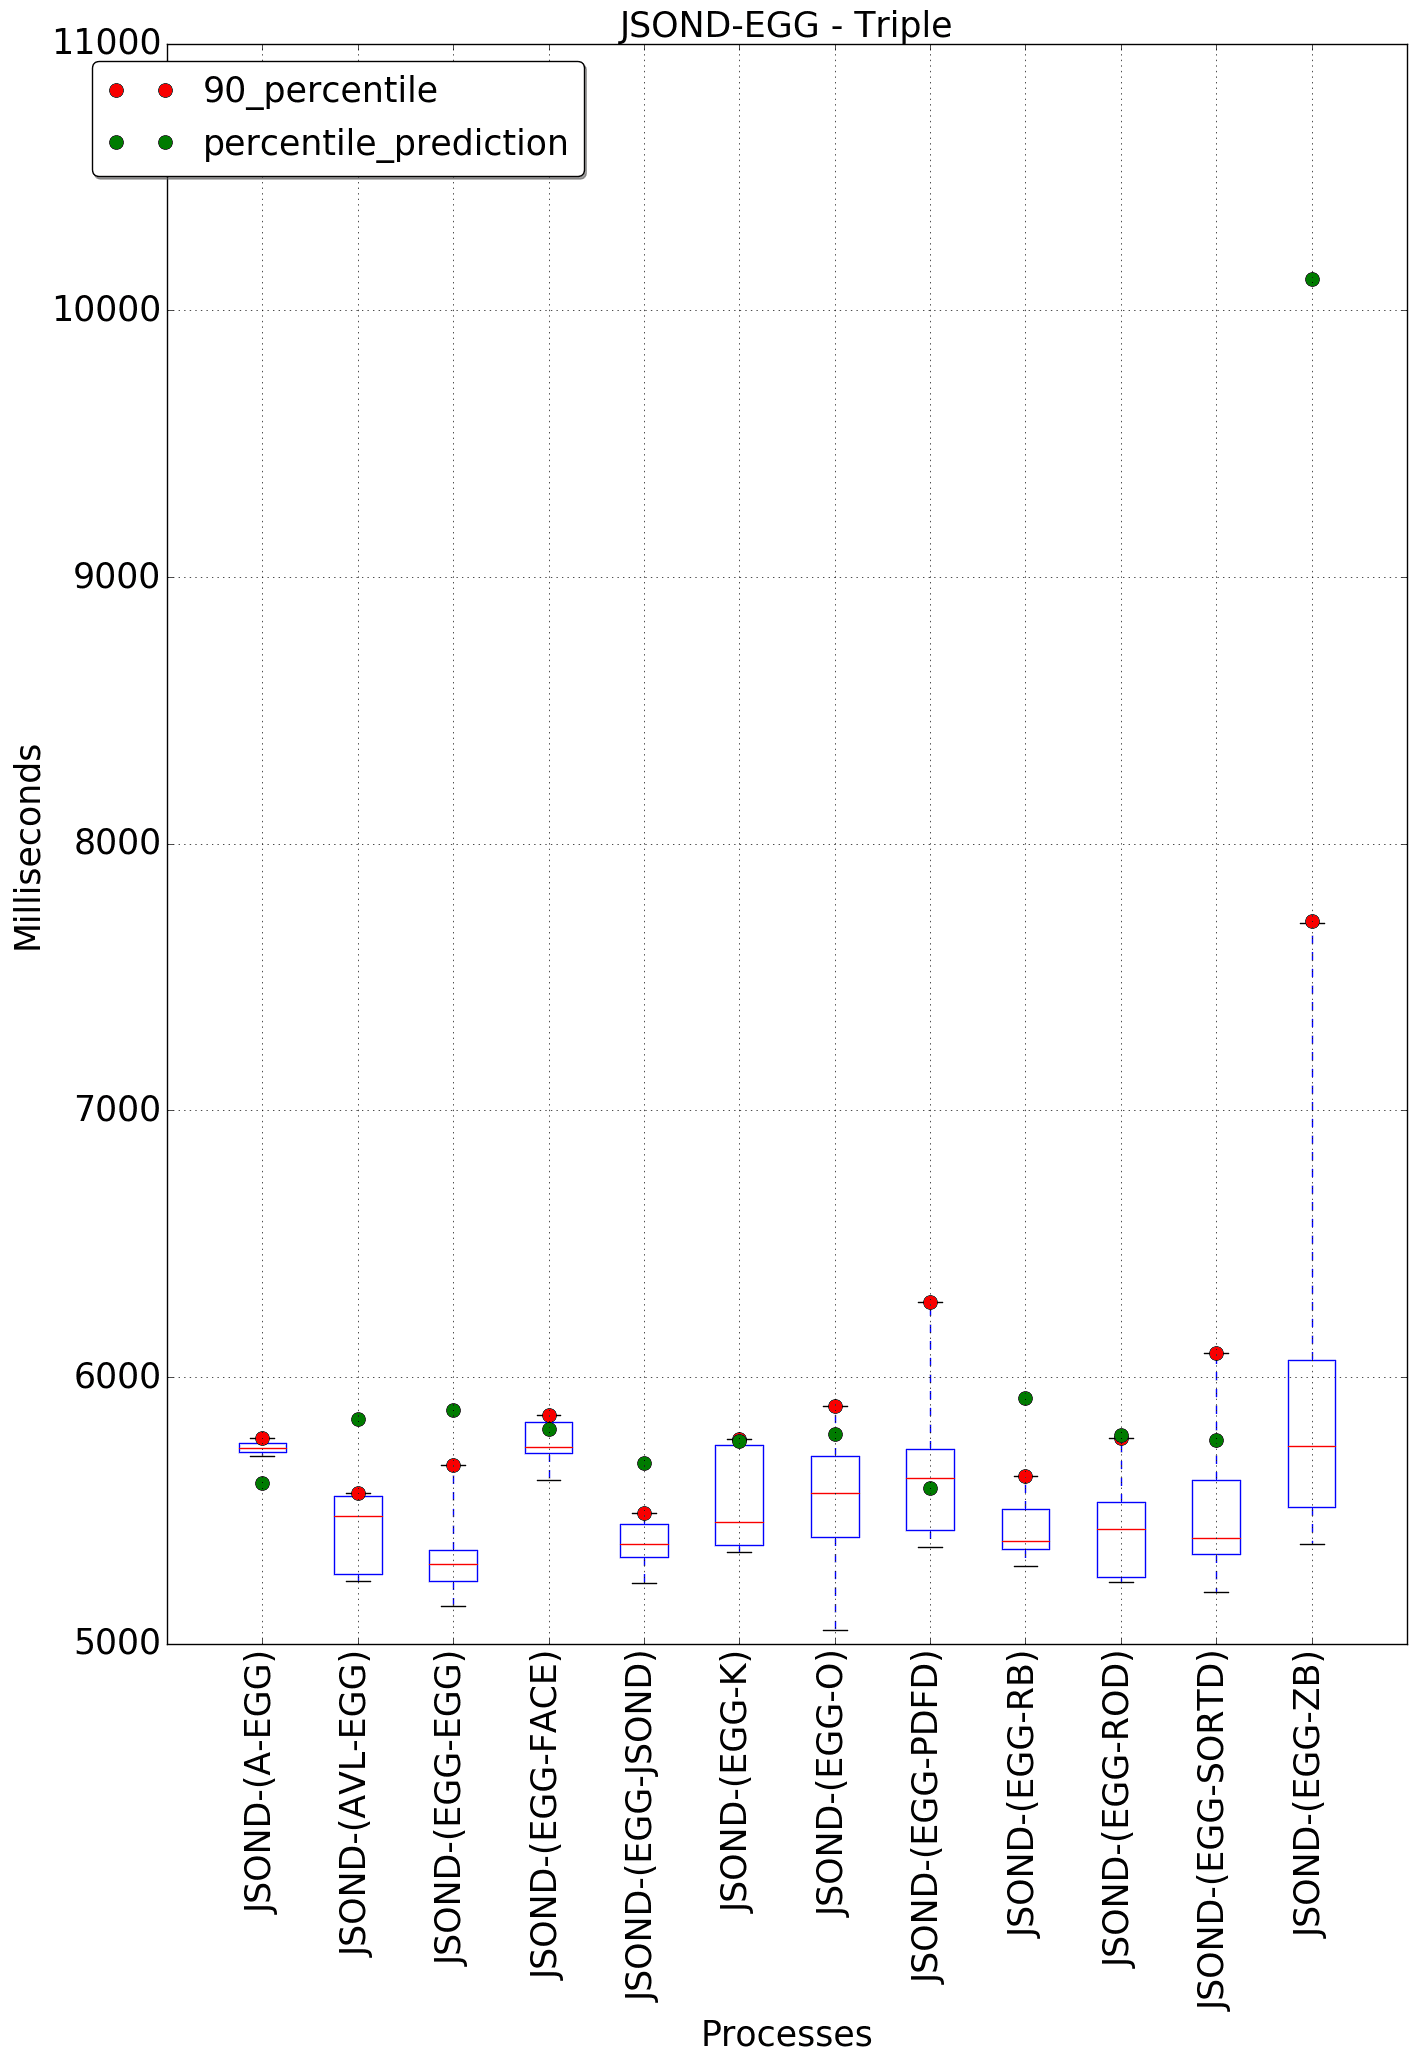 JSOND-EGG - Triple
90_percentile
percentile_prediction
Milliseconds
11000
10000
9000
8000
7000
6000
5000
JSOND-(A-EGG)
JSOND-(AVL-EGG)
JSOND-(EGG-EGG)
JSOND-(EGG-FACE)
JSOND-(EGG-JSOND)
JSOND-(EGG-K)
JSOND-(EGG-O)
JSOND-(EGG-PDFD)
JSOND-(EGG-RB)
JSOND-(EGG-ROD)
JSOND-(EGG-SORTD)
JSOND-(EGG-ZB)
Processes